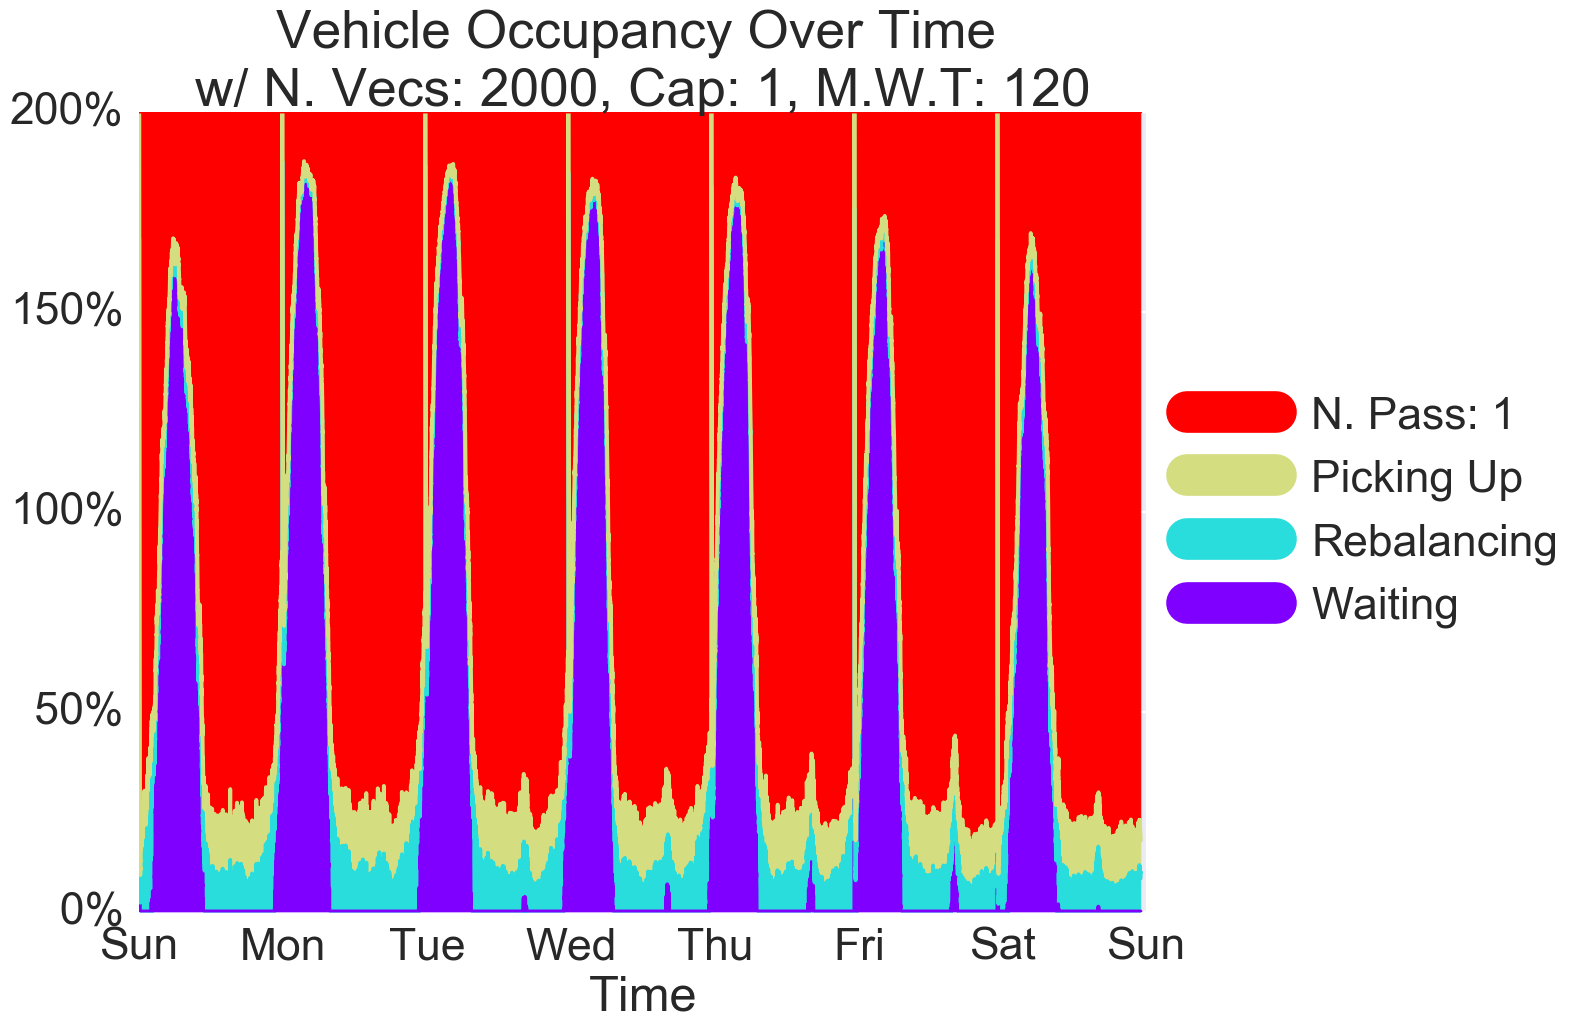 Vehicle Occupancy Over Time
w/ N. Vecs: 2000, Cap: 1, M.W.T: 120
200%
150%
100%
50%
0%
Sun Mon Tue Wed Thu Fri Sat Sun
Time
N. Pass: 1
Picking Up
Rebalancing
Waiting